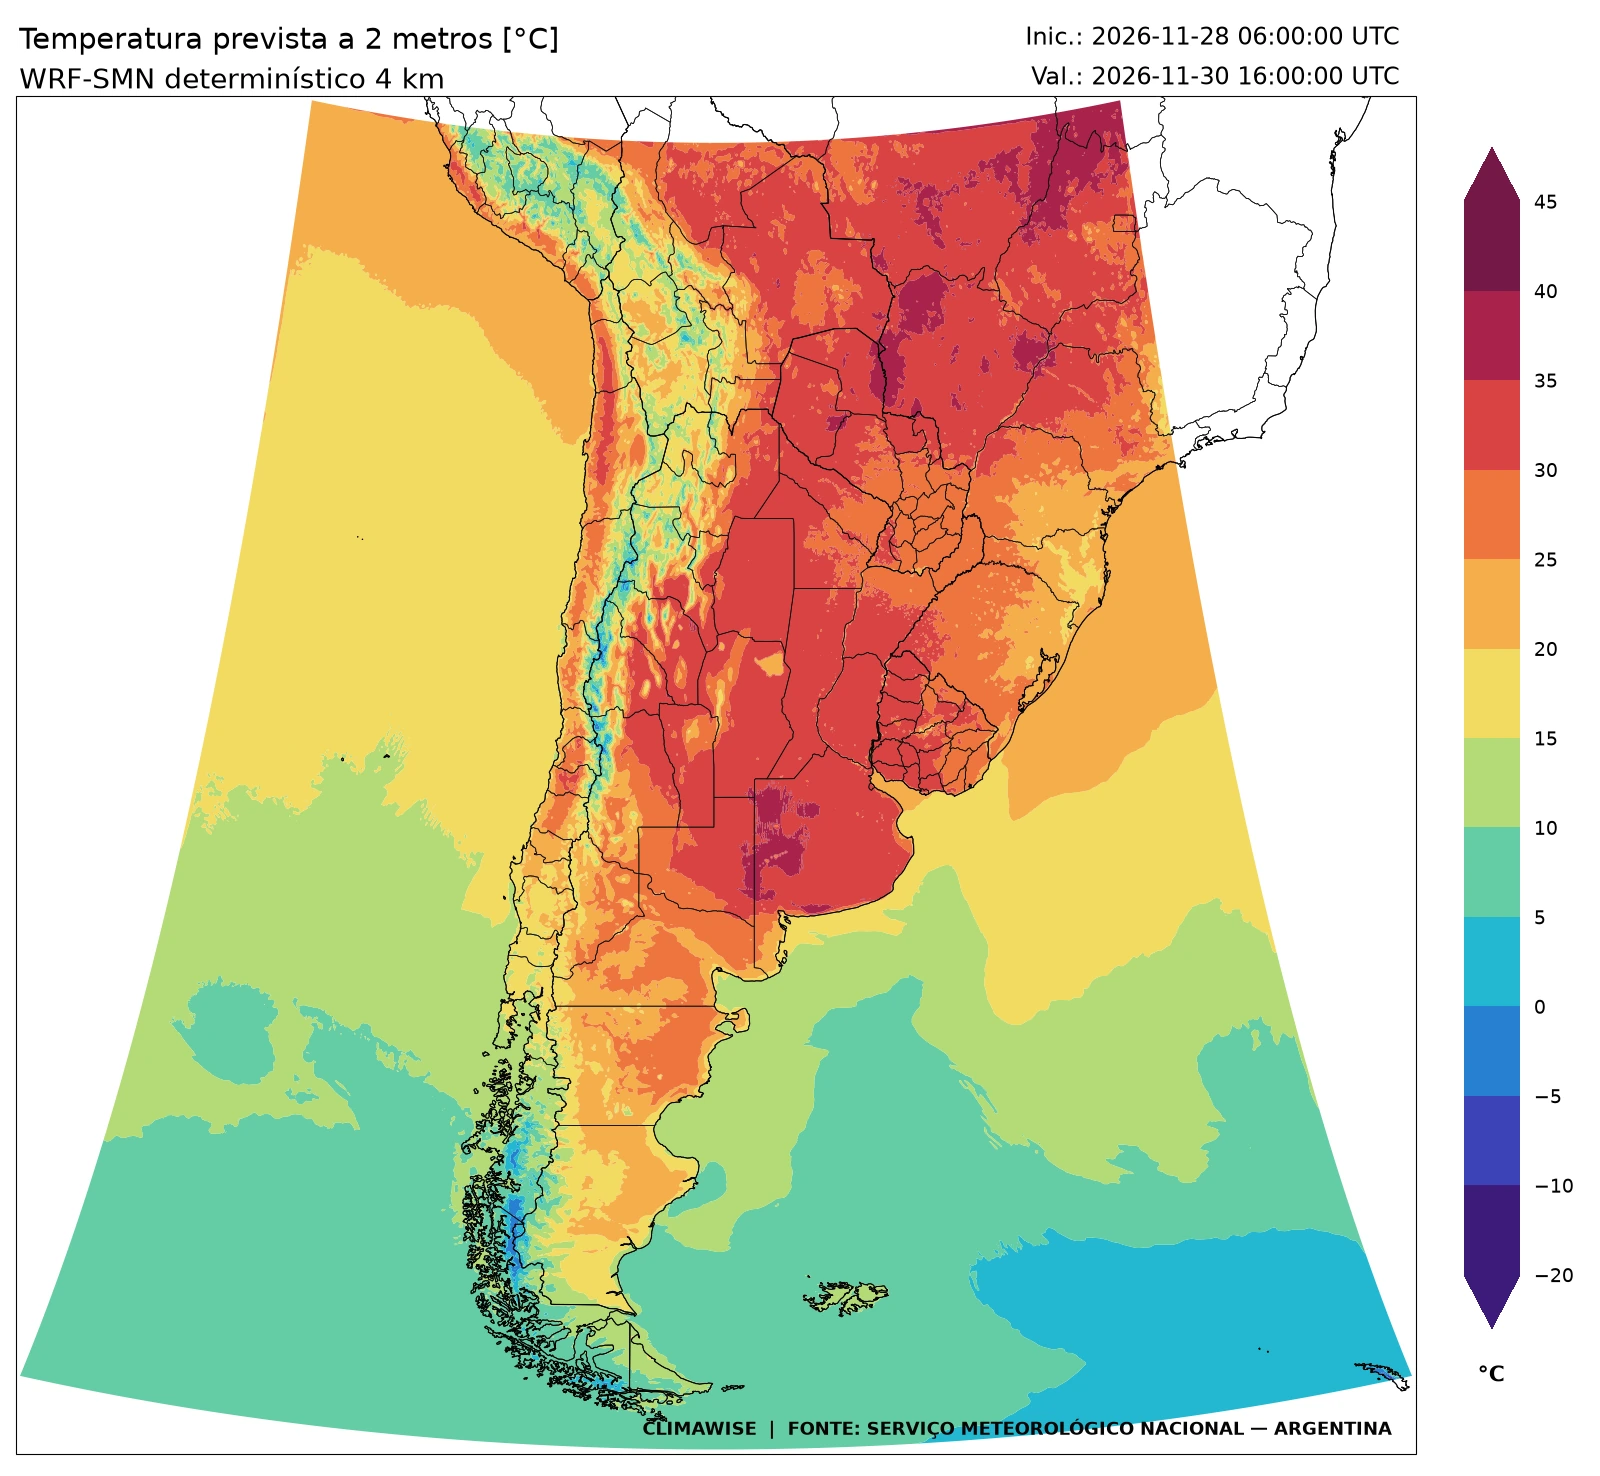 Temperatura prevista a 2 metros [°C]
WRF-SMN determinístico 4 km
Inic.: 2026-11-28 06:00:00 UTC
Val.: 2026-11-30 16:00:00 UTC
45
40
35
30
25
20
15
10
5
0
−5
−10
−20
°C
CLIMAWISE | FONTE: SERVIÇO METEOROLÓGICO NACIONAL — ARGENTINA